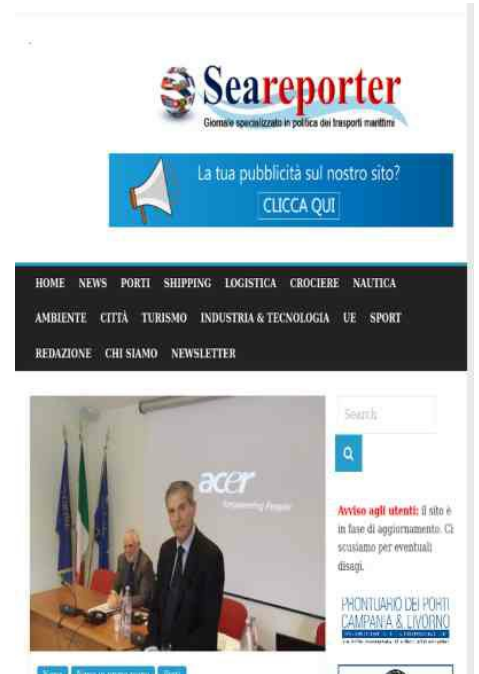 Seareporter
Giornale specializzato in politica dei trasporti marittimi
La tua pubblicità sul nostro sito?
CLICCA QUI
HOME NEWS PORTI SHIPPING LOGISTICA CROCIERE NAUTICA
AMBIENTE CITTÀ TURISMO INDUSTRIA & TECNOLOGIA UE SPORT
REDAZIONE CHI SIAMO NEWSLETTER
acer
Empowering People
Search
Avviso agli utenti: il sito è
in fase di aggiornamento. Ci
scusiamo per eventuali
disagi.
PRONTUARIO DEI PORTI
CAMPANIA & LIVORNO